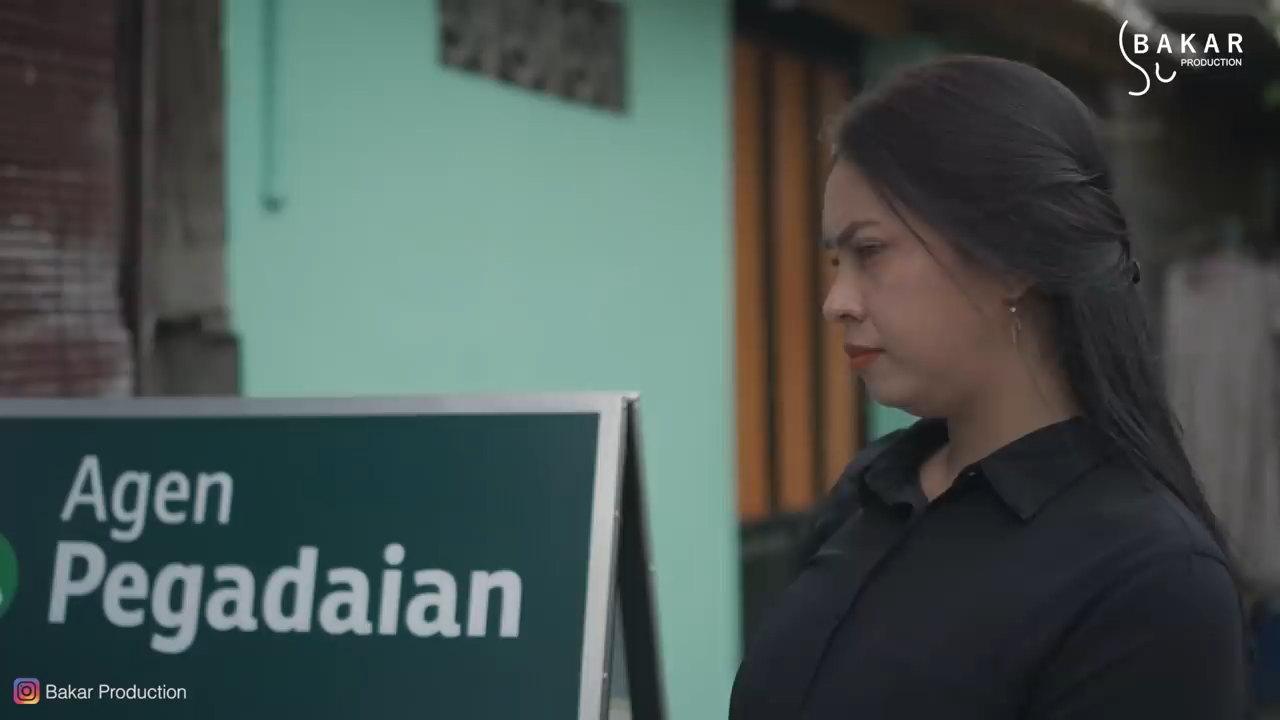 BAKAR
PRODUCTION
Agen
Pegadaian
Bakar Production